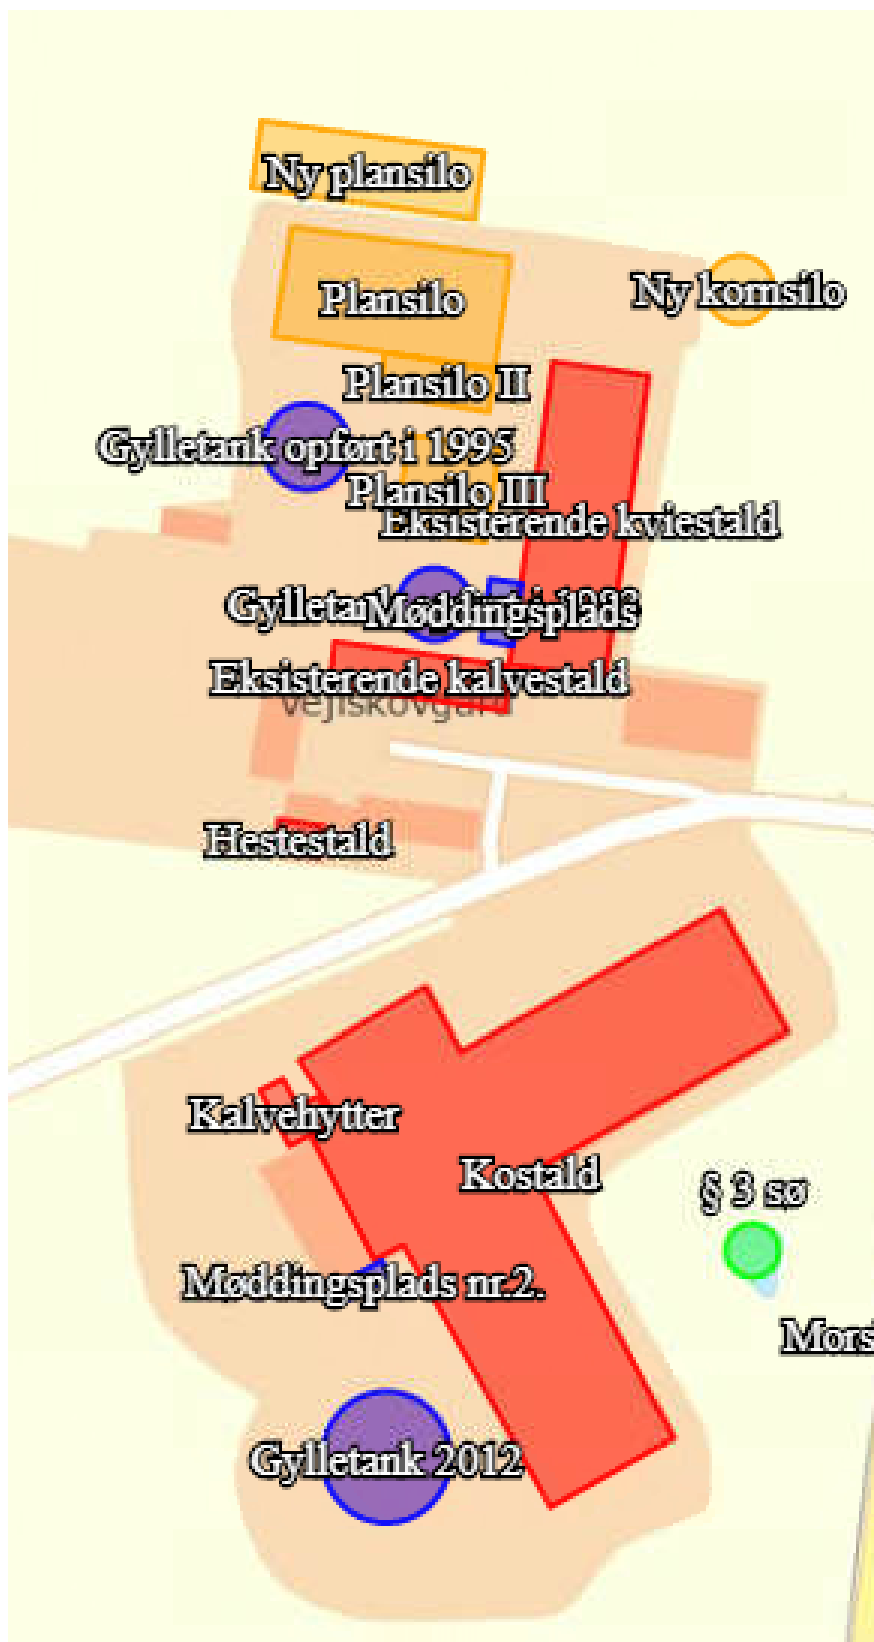 Ny plansilo
Ny kornsilo
Plansilo
Plansilo II
Gylletank opført i 1995
Plansilo III
Eksisterende kviestald
Møddingsplads
Eksisterende kalvestald
Hestestald
Kalvehytter
Kostald
§ 3 sø
Møddingsplads nr.2.
Mors
Gylletank 2012